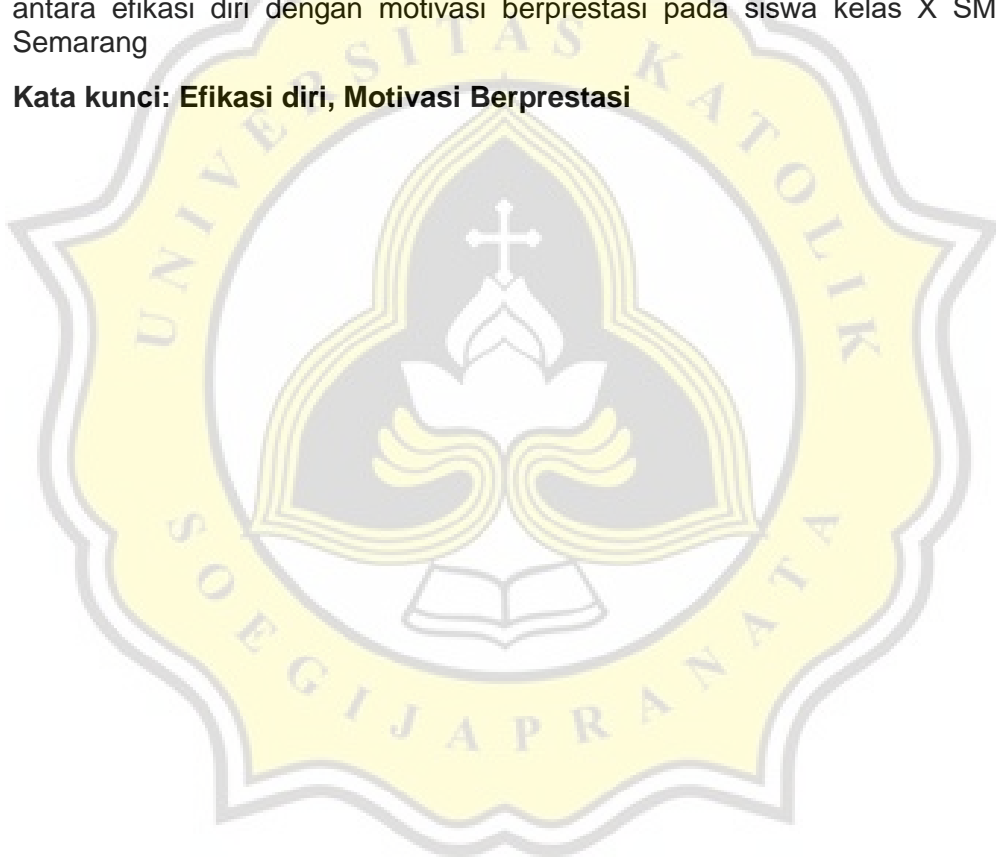 antara efikasi diri dengan motivasi berprestasi pada siswa kelas X SM
Semarang
Kata kunci: Efikasi diri, Motivasi Berprestasi
UNIVERSITAS KATOLIK
SOEGIJAPRANATA